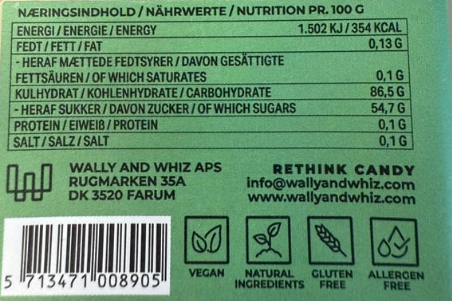 NÆRINGSINDHOLD / NÄHRWERTE / NUTRITION PR. 100 G
ENERGI / ENERGIE / ENERGY 1.502 KJ / 354 KCAL
FEDT / FETT / FAT 0,13 G
- HERAF MÆTTEDE FEDTSYRER / DAVON GESÄTTIGTE
FETTSÄUREN / OF WHICH SATURATES 0,1 G
KULHYDRAT / KOHLENHYDRATE / CARBOHYDRATE 86,5 G
- HERAF SUKKER / DAVON ZUCKER / OF WHICH SUGARS 54,7 G
PROTEIN / EIWEIß / PROTEIN 0,1 G
SALT / SALZ / SALT 0,1 G
WALLY AND WHIZ APS
RUGMARKEN 35A
DK 3520 FARUM
RETHINK CANDY
info@wallyandwhiz.com
www.wallyandwhiz.com
5 713471 008905
VEGAN
NATURAL
INGREDIENTS
GLUTEN
FREE
ALLERGEN
FREE